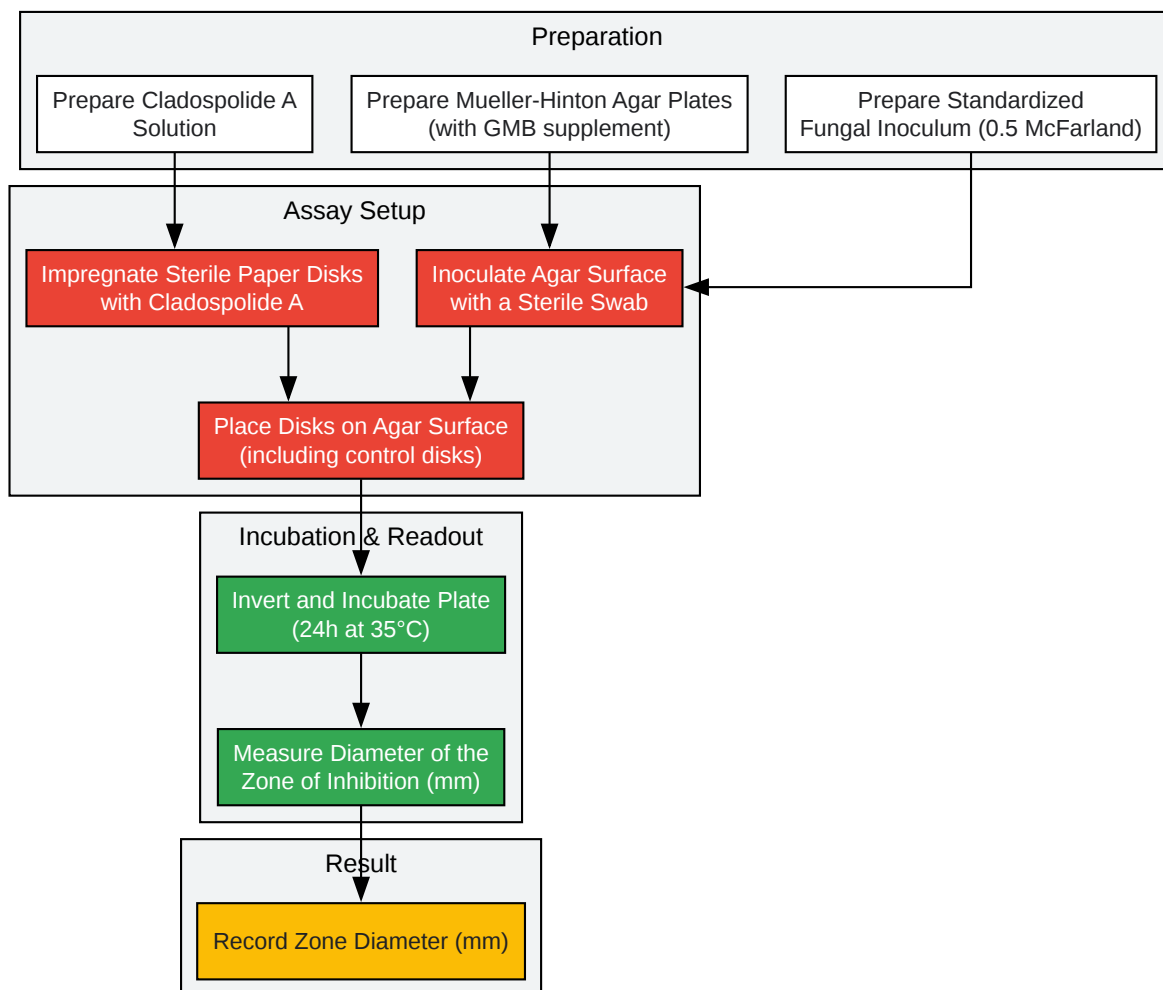 Preparation
Prepare Cladospolide A
Solution
Prepare Mueller-Hinton Agar Plates
(with GMB supplement)
Prepare Standardized
Fungal Inoculum (0.5 McFarland)
Assay Setup
Impregnate Sterile Paper Disks
with Cladospolide A
Inoculate Agar Surface
with a Sterile Swab
Place Disks on Agar Surface
(including control disks)
Incubation & Readout
Invert and Incubate Plate
(24h at 35°C)
Measure Diameter of the
Zone of Inhibition (mm)
Result
Record Zone Diameter (mm)